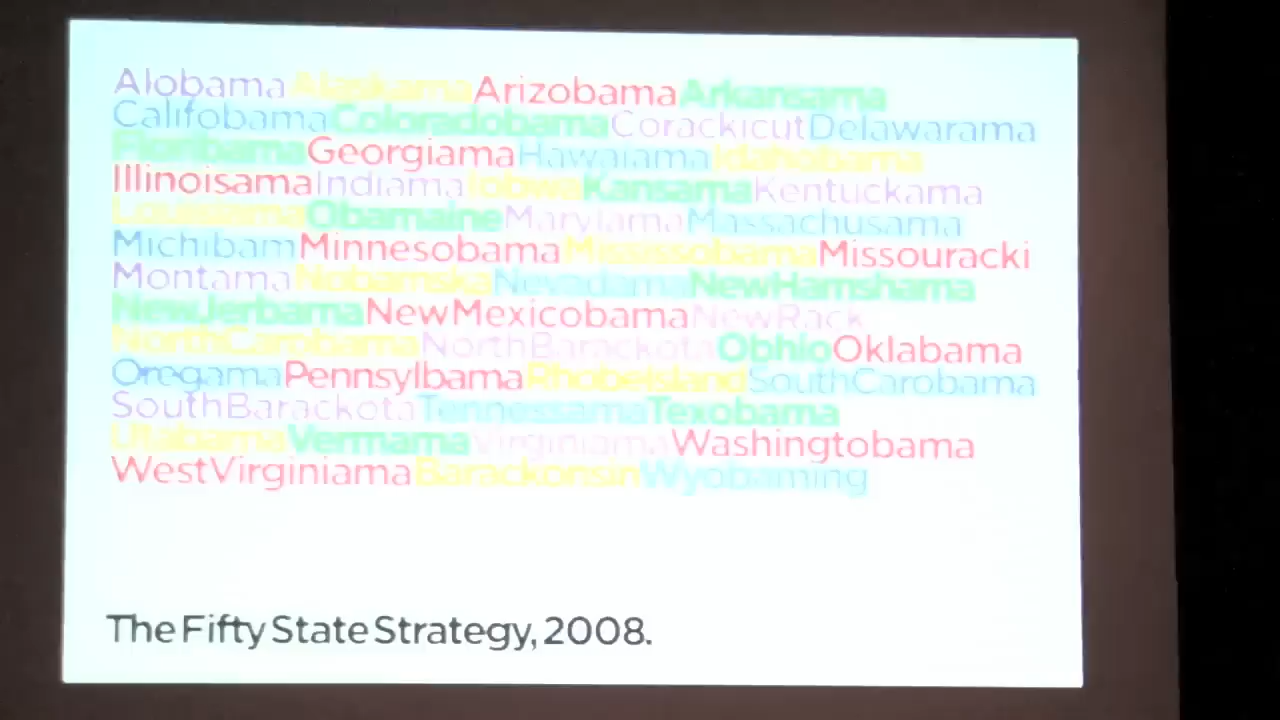 Alobama Alaskama Arizobama Arkansama
Califobama Coloradobama Corackicut Delawarama
Floribama Georgiama Hawaiama Idahobama
Illinoisama Indiama Iobwa Kansama Kentuckama
Louisiama Obamaine Marylama Massachusama
Michibam Minnesobama Mississobama Missouracki
Montama Nobamska Nevadama NewHamshama
NewJerbama NewMexicobama NewRack
NorthCarobama NorthBarackota Obhio Oklabama
Oregama Pennsylbama RhobeIsland SouthCarobama
SouthBarackota Tennessama Texobama
Utabama Vermama Virginiama Washingtobama
WestVirginiama Barackonsin Wyobaming
The Fifty State Strategy, 2008.